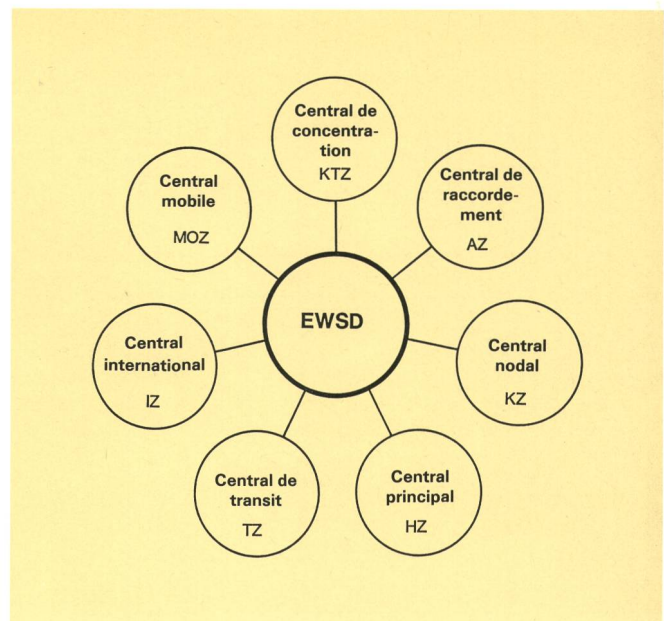 Central de
concentra-
tion
KTZ
Central
mobile
MOZ
Central de
raccorde-
ment
AZ
EWSD
Central
international
IZ
Central
nodal
KZ
Central de
transit
TZ
Central
principal
HZ